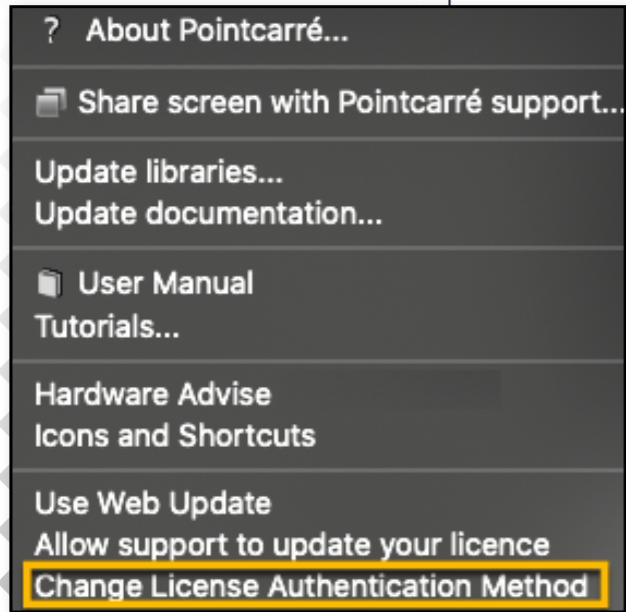 ? About Pointcarré...
Share screen with Pointcarré support...
Update libraries...
Update documentation...
User Manual
Tutorials...
Hardware Advise
Icons and Shortcuts
Use Web Update
Allow support to update your licence
Change License Authentication Method